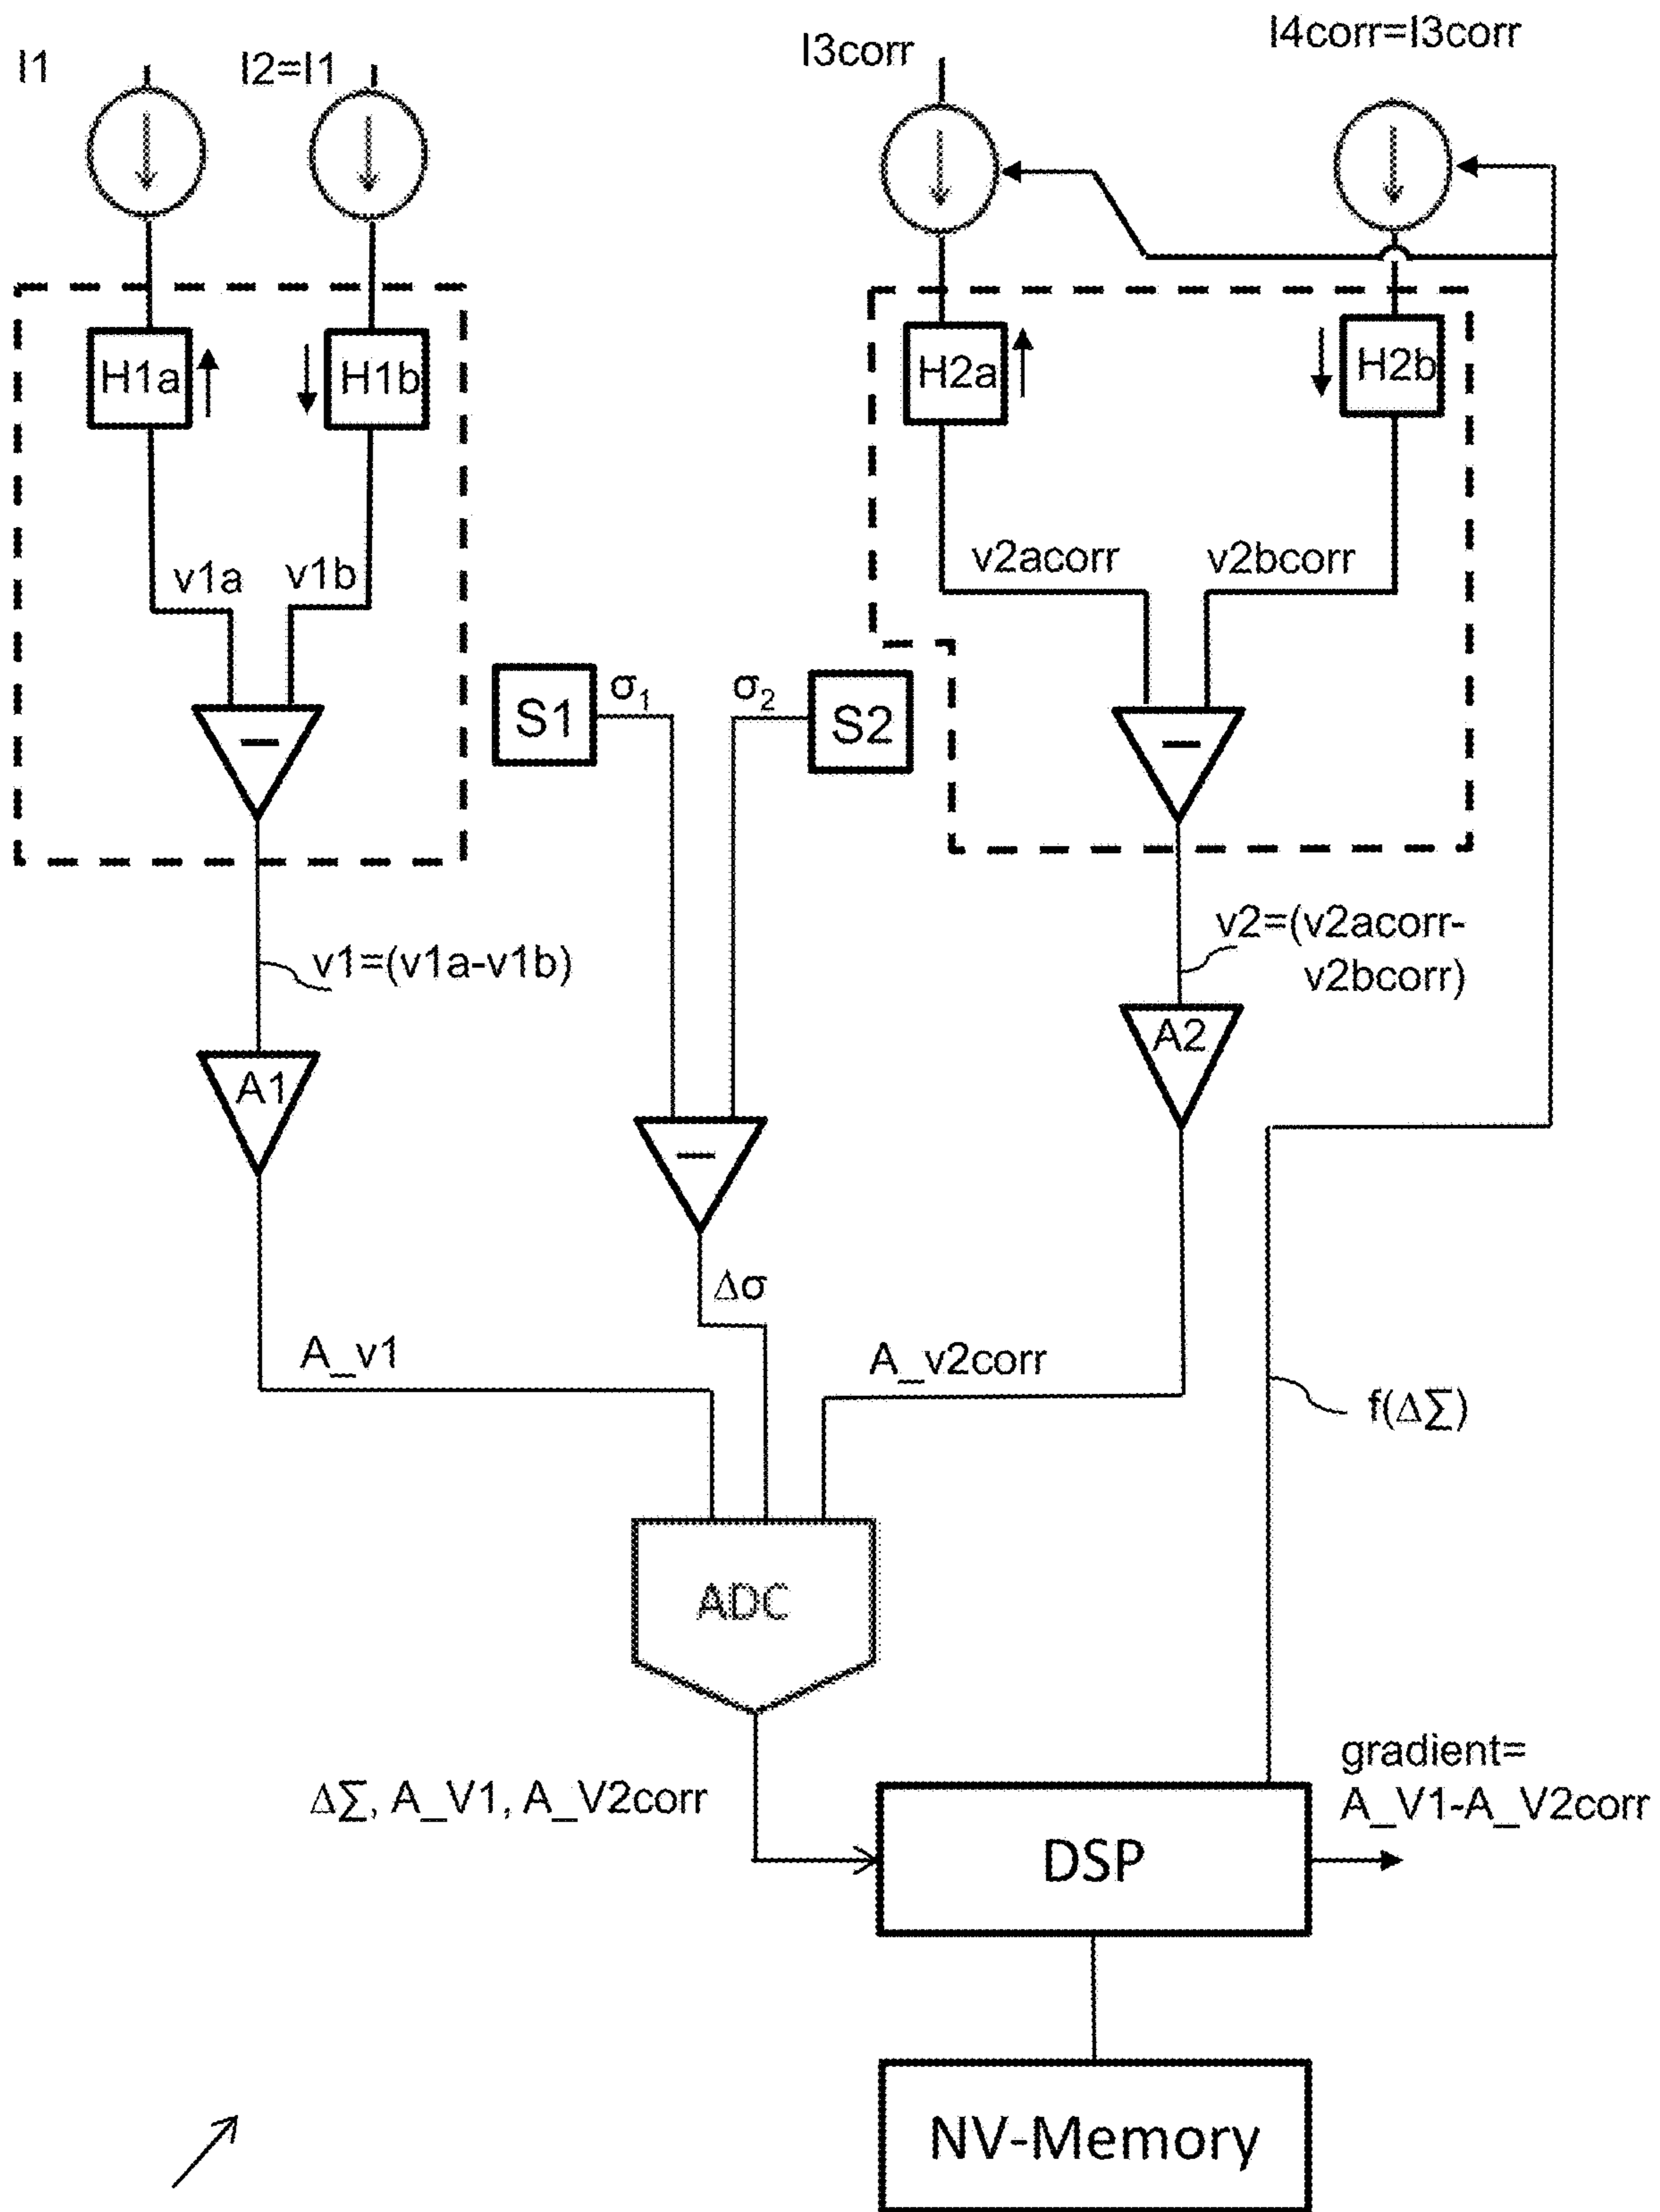 I1
I2=I1
I3corr
I4corr=I3corr
H1a
H1b
H2a
H2b
v1a
v1b
v2acorr
v2bcorr
S1
σ₁
σ₂
S2
v1=(v1a-v1b)
v2=(v2acorr-
v2bcorr)
A1
A2
Δσ
A_v1
A_v2corr
f(Δ∑)
ADC
Δ∑, A_V1, A_V2corr
gradient=
A_V1-A_V2corr
DSP
NV-Memory